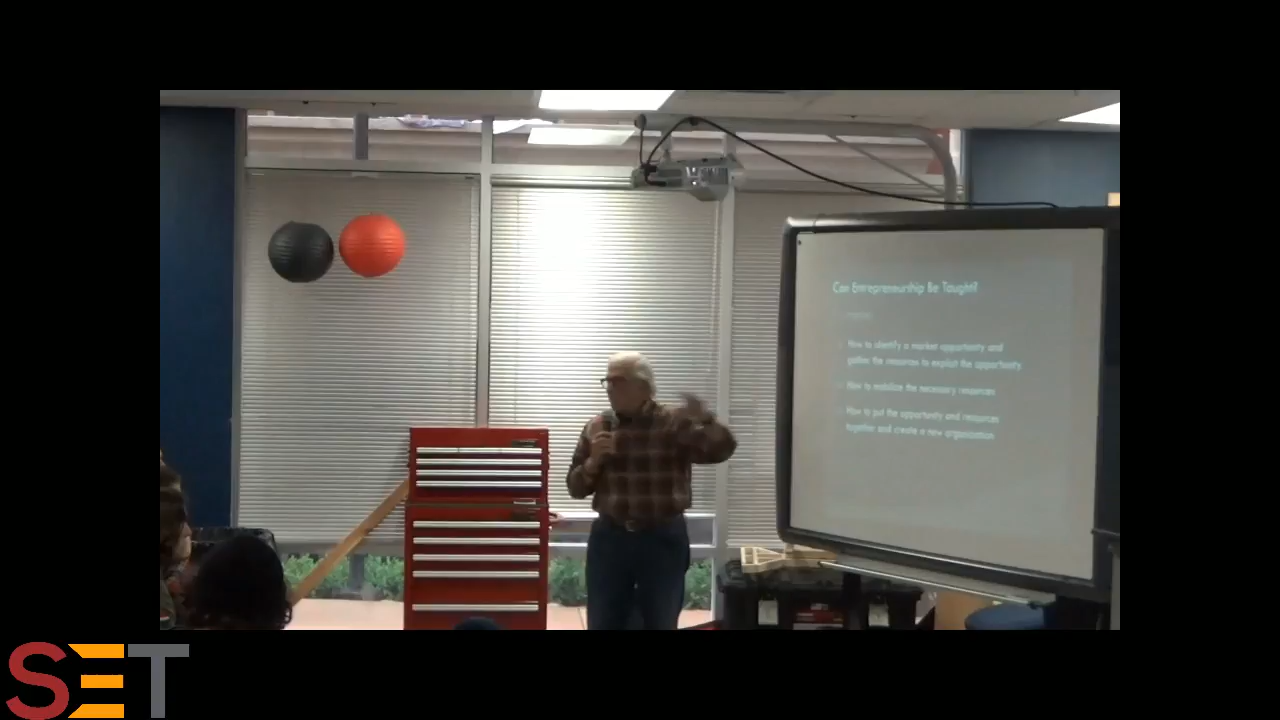 Can Entrepreneurship Be Taught?
How to identify a market opportunity and
gather the resources to exploit the opportunity
How to mobilize the necessary resources
How to put the opportunity and resources
together and create a new organization
SET